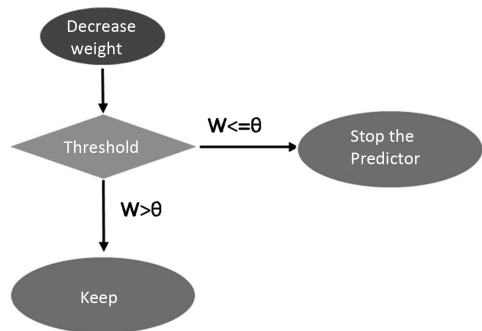 Decrease
weight
Threshold
W<=θ
Stop the
Predictor
W>θ
Keep